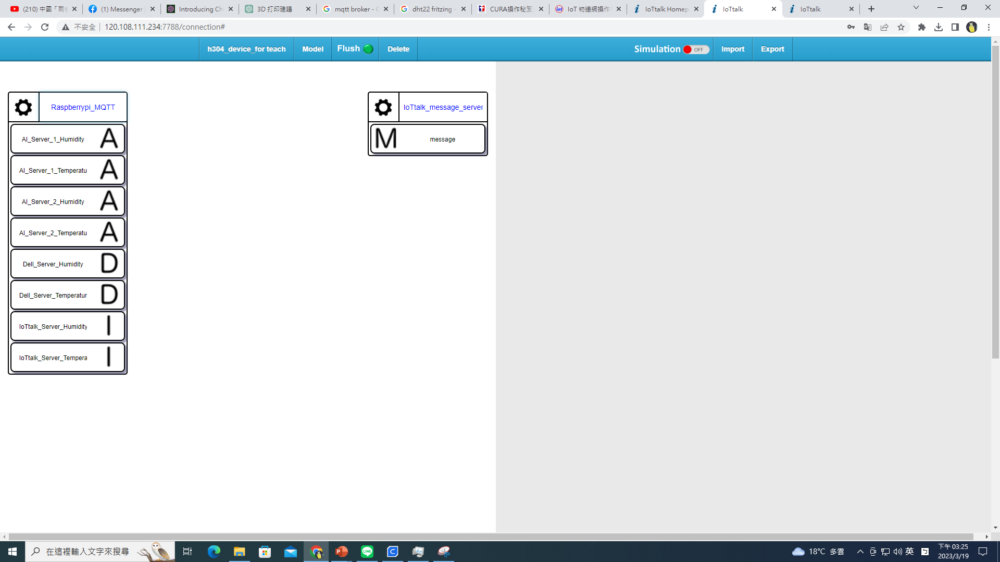 (210) 中國「兩會
(1) Messenger
Introducing Ch
3D 打印建議
mqtt broker - G
dht22 fritzing -
CURA操作秘笈
IoT 物連網操作
IoTtalk Homep
IoTtalk
IoTtalk
不安全 120.108.111.234:7788/connection#
h304_device_for teach Model Flush Delete Simulation OFF Import Export
Raspberrypi_MQTT
AI_Server_1_Humidity A
AI_Server_1_Temperatu A
AI_Server_2_Humidity A
AI_Server_2_Temperatu A
Dell_Server_Humidity D
Dell_Server_Temperatur D
IoTtalk_Server_Humidity I
IoTtalk_Server_Tempera I
IoTtalk_message_server
M message
在這裡輸入文字來搜尋
18°C 多雲
英
下午 03:25
2023/3/19